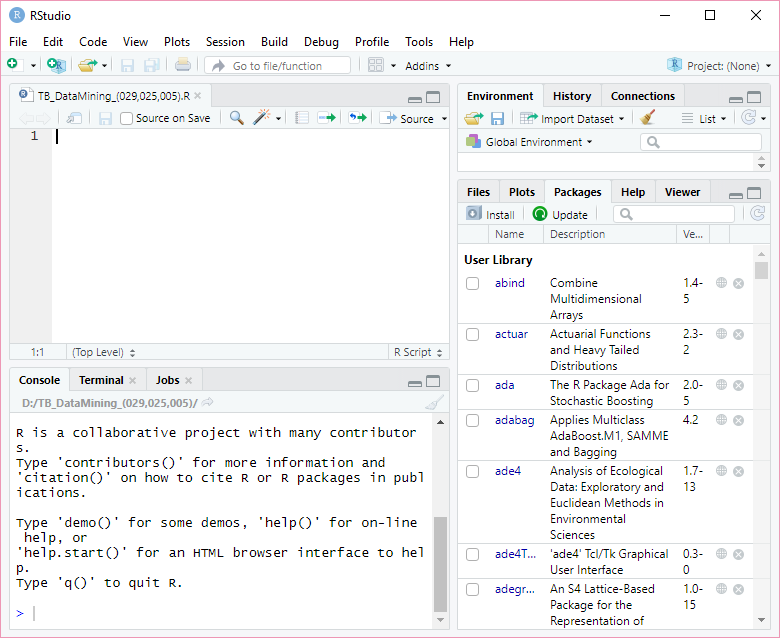 RStudio
File Edit Code View Plots Session Build Debug Profile Tools Help
Go to file/function Addins Project: (None)
TB_DataMining_(029,025,005).R
Source on Save Source
1
1:1 (Top Level) R Script
Console Terminal Jobs
D:/TB_DataMining_(029,025,005)/
R is a collaborative project with many contributor
s.
Type 'contributors()' for more information and
'citation()' on how to cite R or R packages in publ
ications.
Type 'demo()' for some demos, 'help()' for on-line
help, or
'help.start()' for an HTML browser interface to hel
p.
Type 'q()' to quit R.
>
Environment History Connections
Import Dataset List
Global Environment
Files Plots Packages Help Viewer
Install Update
Name Description Ve...
User Library
abind Combine 1.4-
Multidimensional 5
Arrays
actuar Actuarial Functions 2.3-
and Heavy Tailed 2
Distributions
ada The R Package Ada for 2.0-
Stochastic Boosting 5
adabag Applies Multiclass 4.2
AdaBoost.M1, SAMME
and Bagging
ade4 Analysis of Ecological 1.7-
Data: Exploratory and 13
Euclidean Methods in
Environmental
Sciences
ade4T... 'ade4' Tcl/Tk Graphical 0.3-
User Interface 0
adegr... An S4 Lattice-Based 1.0-
Package for the 15
Representation of